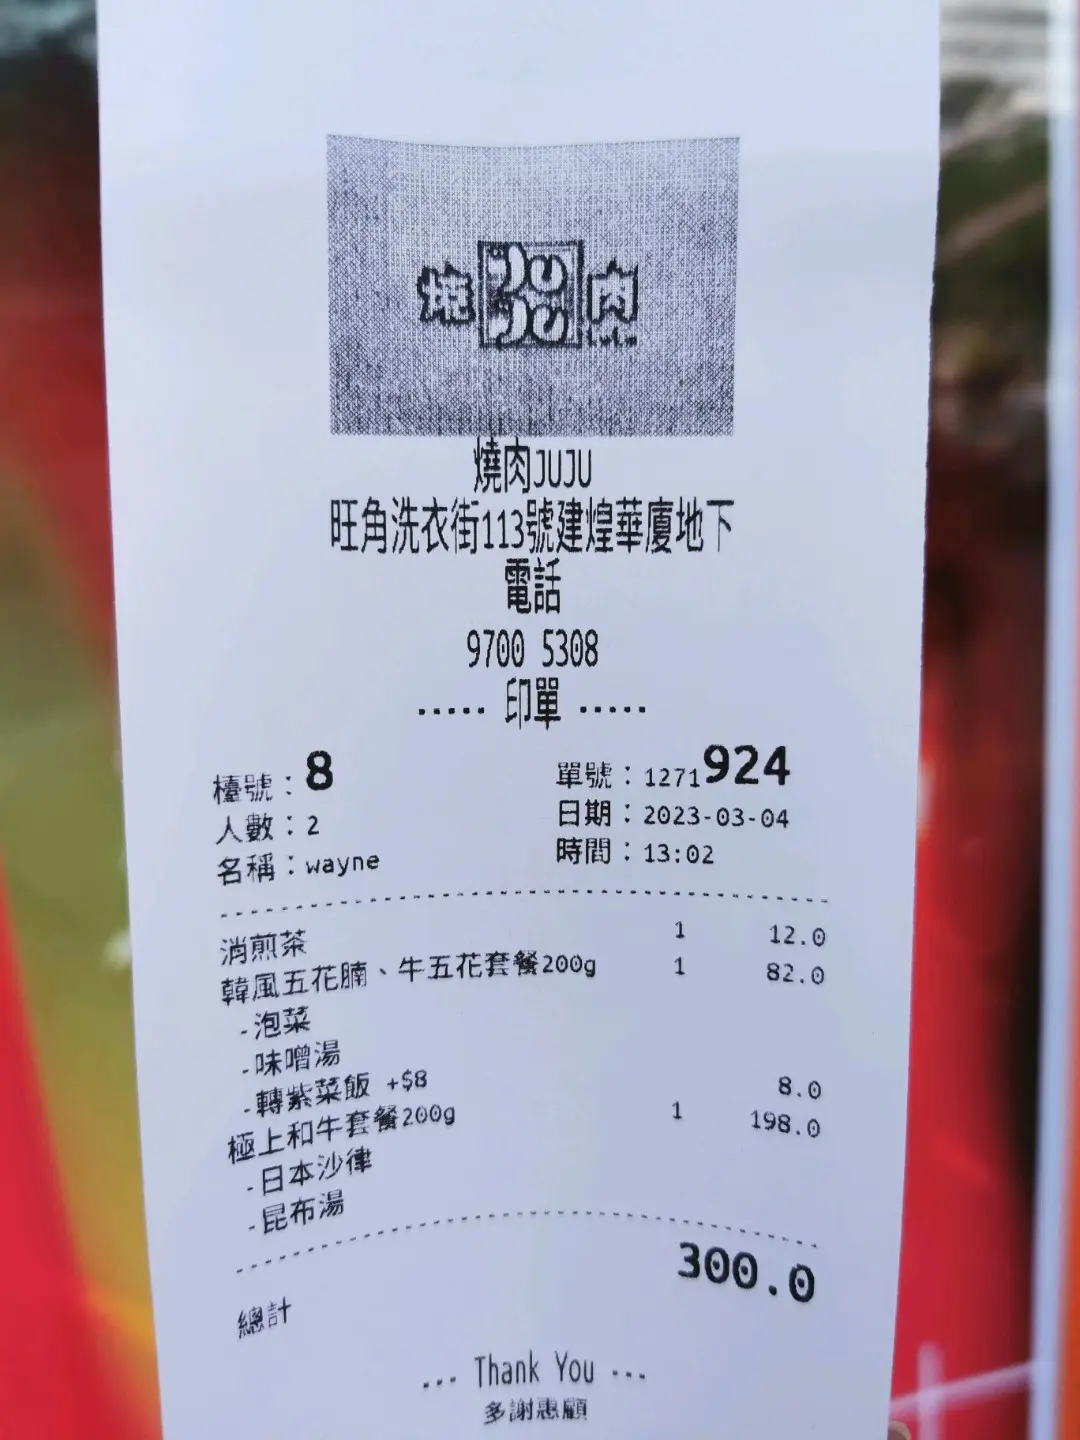 燒 JuJu 肉
燒肉JUJU
旺角洗衣街113號建煌華廈地下
電話
9700 5308
····· 印單 ·····
檯號：8 單號：1271924
人數：2 日期：2023-03-04
名稱：wayne 時間：13:02
消煎茶 1 12.0
韓風五花腩、牛五花套餐200g 1 82.0
-泡菜
-味噌湯
-轉紫菜飯 +$8 8.0
極上和牛套餐200g 1 198.0
-日本沙律
-昆布湯
總計 300.0
... Thank You ...
多謝惠顧